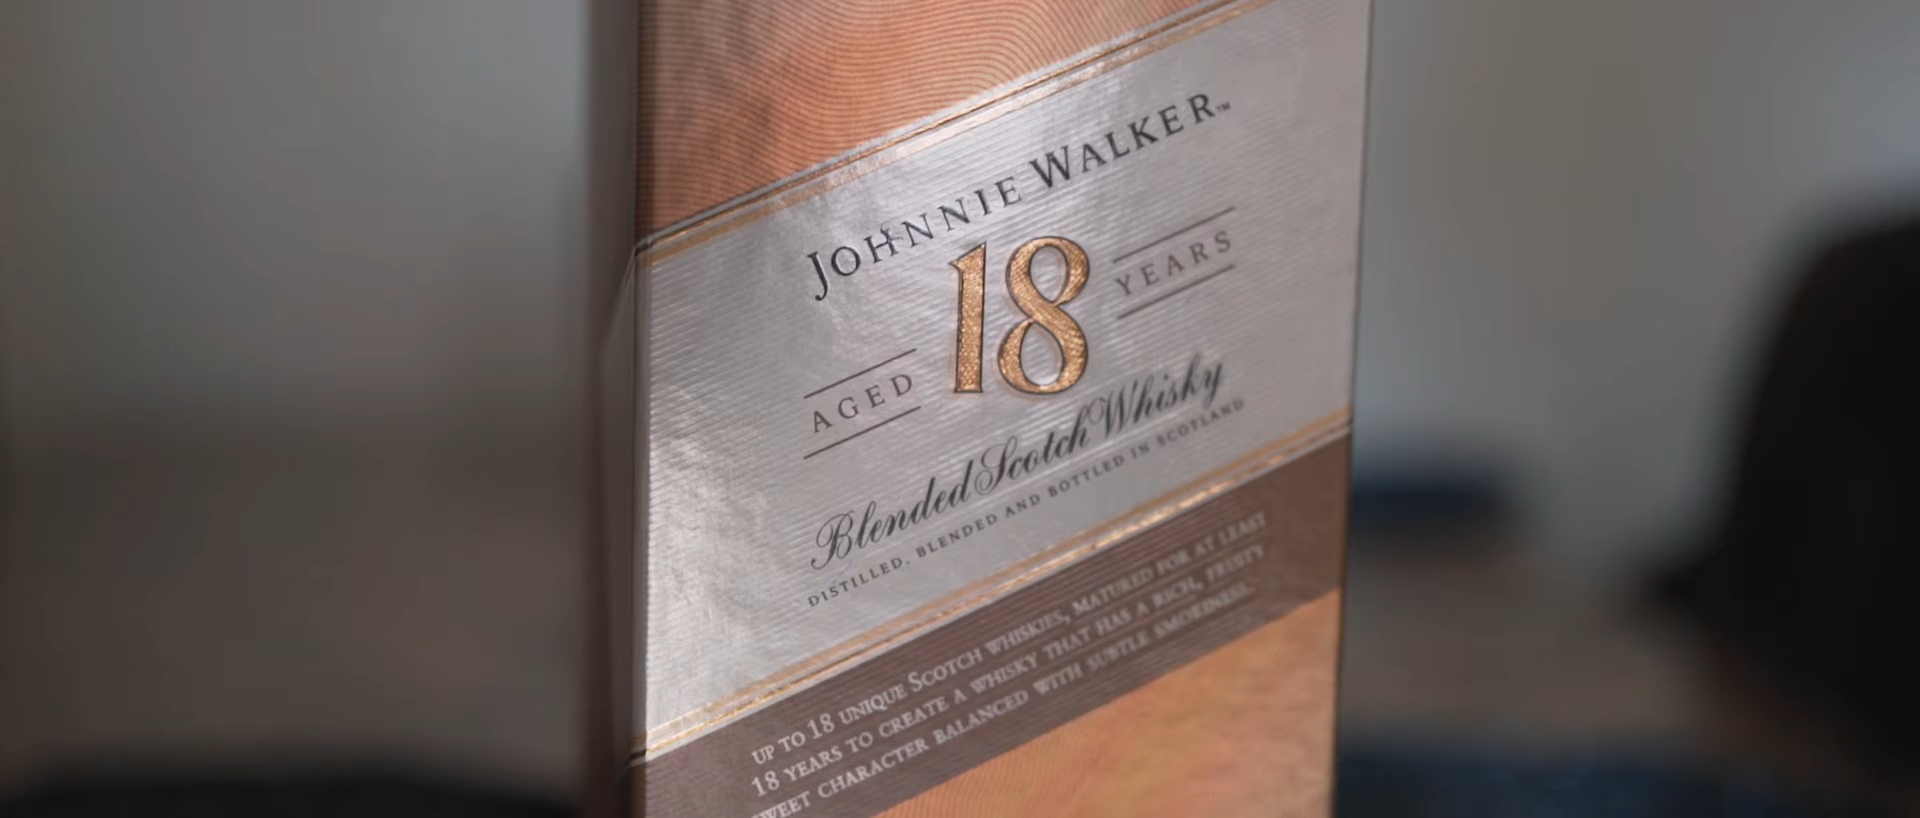 JOHNNIE WALKER™
AGED 18 YEARS
Blended Scotch Whisky
DISTILLED, BLENDED AND BOTTLED IN SCOTLAND
UP TO 18 UNIQUE SCOTCH WHISKIES, MATURED FOR AT LEAST
18 YEARS TO CREATE A WHISKY THAT HAS A RICH, FRUITY
SWEET CHARACTER BALANCED WITH SUBTLE SMOKINESS.